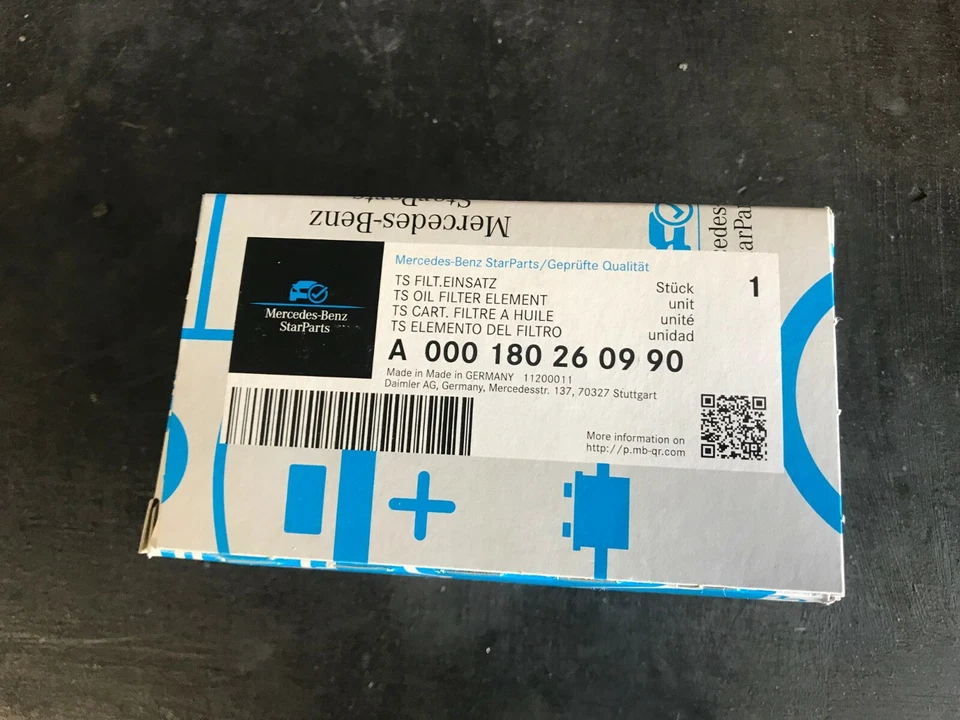 Mercedes-Benz
StarParts
Mercedes-Benz
StarParts
Mercedes-Benz StarParts/Geprüfte Qualität
TS FILT.EINSATZ
TS OIL FILTER ELEMENT
TS CART. FILTRE A HUILE
TS ELEMENTO DEL FILTRO
Stück
unit
unité
unidad
1
A 000 180 26 09 90
Made in Made in GERMANY 11200011
Daimler AG, Germany, Mercedesstr. 137, 70327 Stuttgart
More information on
http://p.mb-qr.com